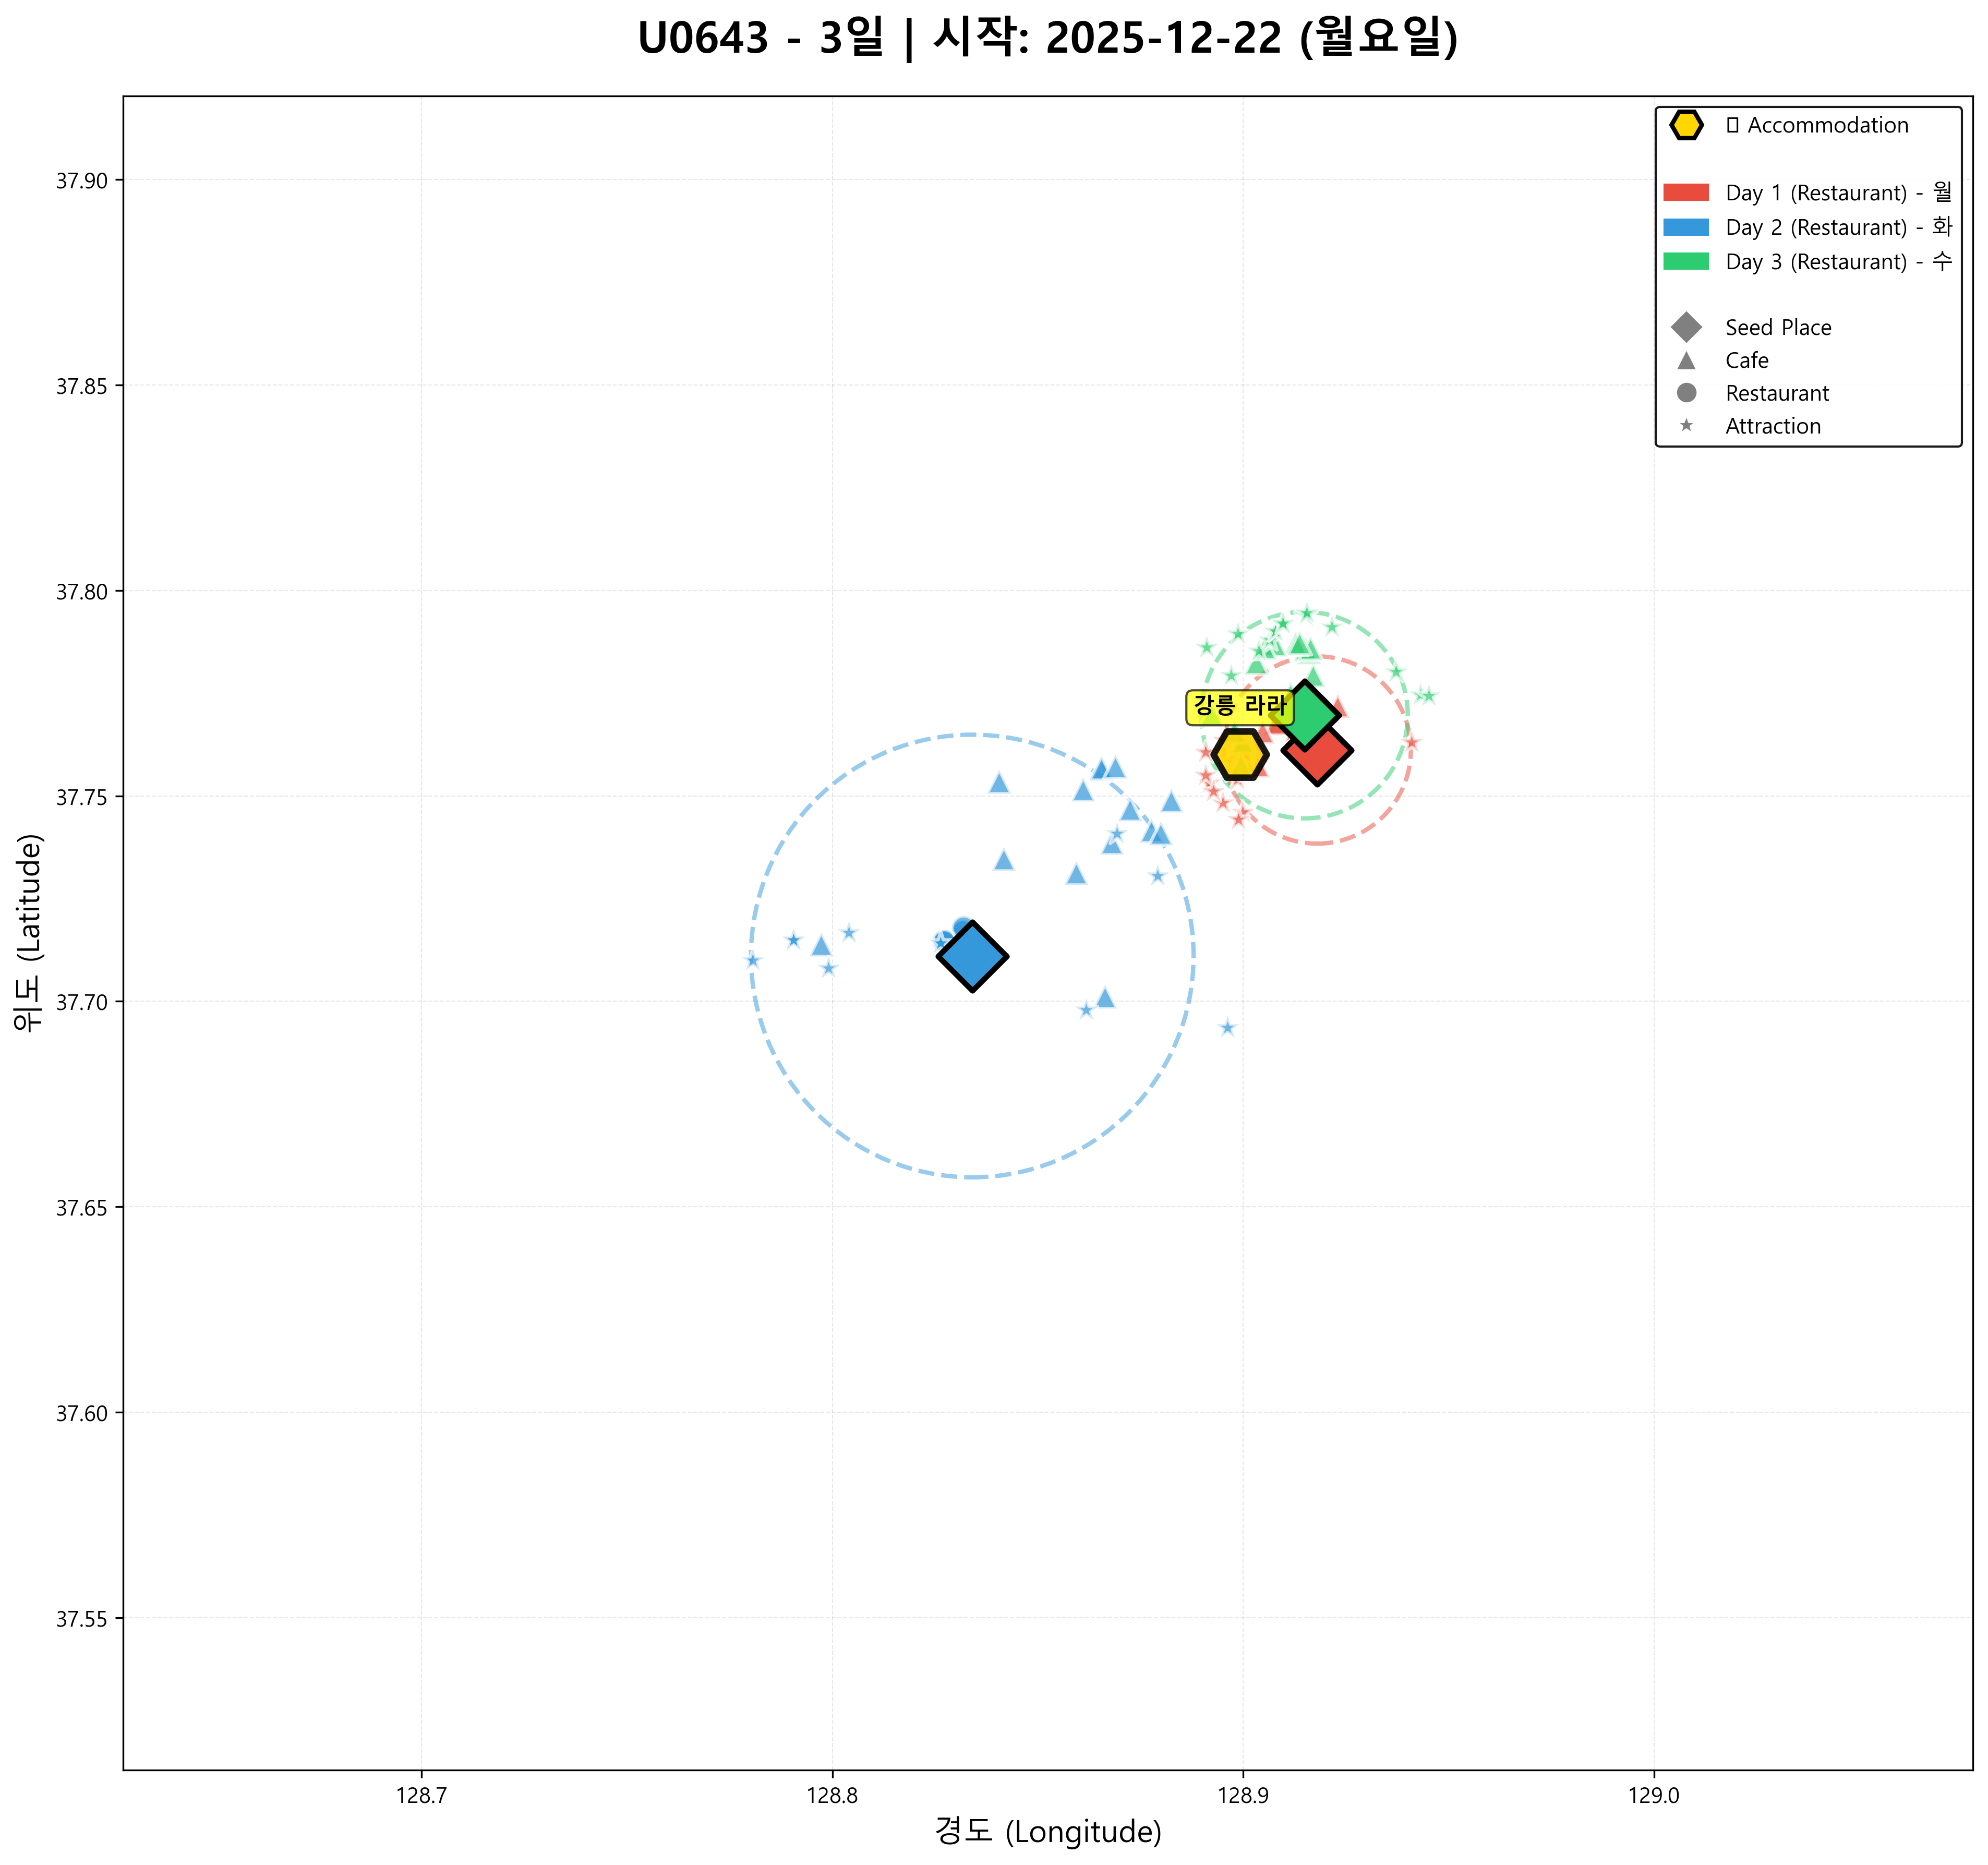 U0643 - 3일 | 시작: 2025-12-22 (월요일)
▯ Accommodation
Day 1 (Restaurant) - 월
Day 2 (Restaurant) - 화
Day 3 (Restaurant) - 수
Seed Place
Cafe
Restaurant
Attraction
37.90
37.85
37.80
37.75
37.70
37.65
37.60
37.55
위도 (Latitude)
강릉 라라
128.7
128.8
128.9
129.0
경도 (Longitude)